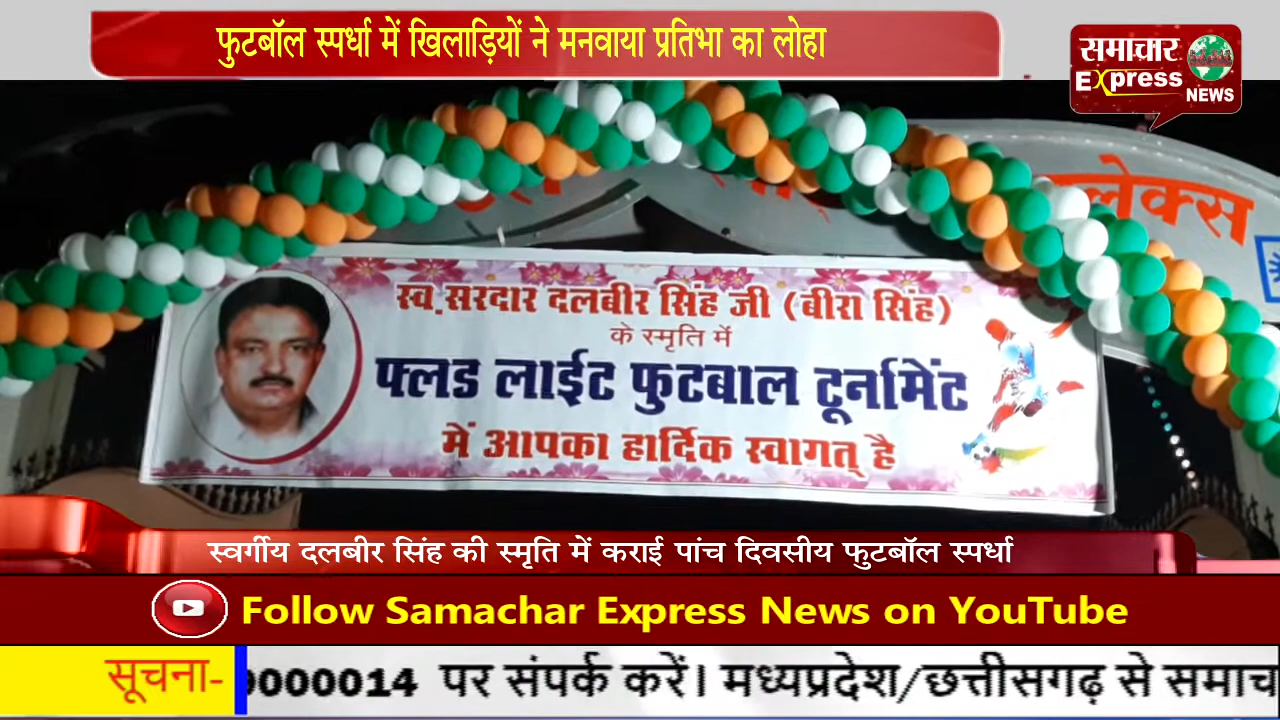 फुटबॉल स्पर्धा में खिलाड़ियों ने मनवाया प्रतिभा का लोहा
समाचार
Express
NEWS
स्व.सरदार दलबीर सिंह जी (बीरा सिंह)
के स्मृति में
फ्लड लाईट फुटबाल टूर्नामेंट
में आपका हार्दिक स्वागत् है
स्वर्गीय दलबीर सिंह की स्मृति में कराई पांच दिवसीय फुटबॉल स्पर्धा
Follow Samachar Express News on YouTube
सूचना- 0000014 पर संपर्क करें। मध्यप्रदेश/छत्तीसगढ़ से समाच